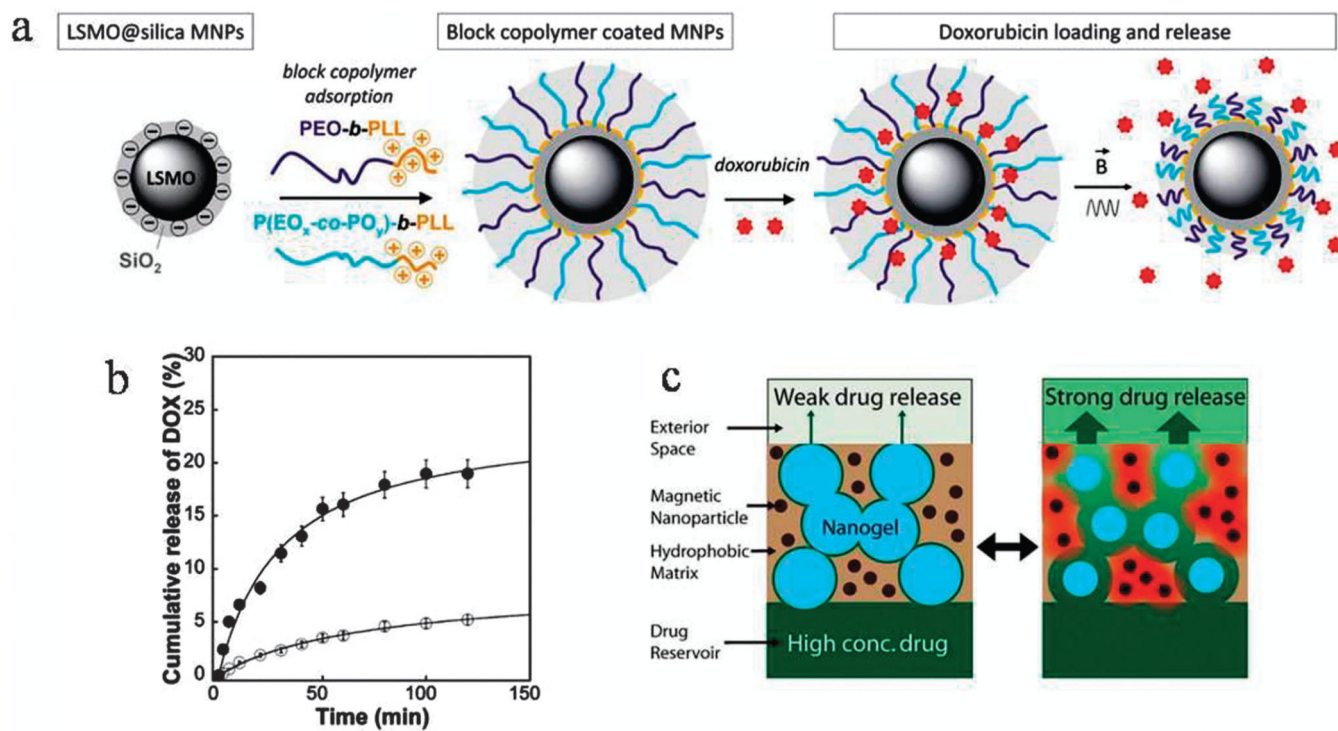 a
LSMO@silica MNPs
Block copolymer coated MNPs
Doxorubicin loading and release
block copolymer
adsorption
PEO-b-PLL
LSMO
P(EOx-co-POy)-b-PLL
SiO2
doxorubicin
B
b
Cumulative release of DOX (%)
30
25
20
15
10
5
0
0
50
100
150
Time (min)
c
Weak drug release
Strong drug release
Exterior
Space
Magnetic
Nanoparticle
Nanogel
Hydrophobic
Matrix
Drug
Reservoir
High conc. drug